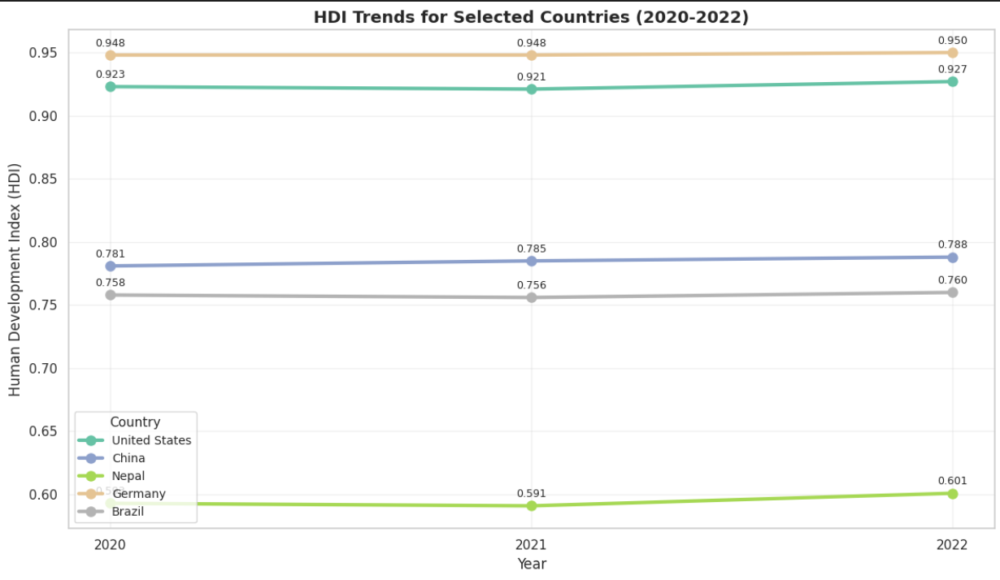 HDI Trends for Selected Countries (2020-2022)
0.948
0.948
0.950
0.95
0.923
0.921
0.927
0.90
0.85
Human Development Index (HDI)
0.80
0.781
0.785
0.788
0.758
0.756
0.760
0.75
0.70
0.65
Country
United States
China
Nepal
Germany
Brazil
0.60
0.591
0.601
2020
2021
2022
Year